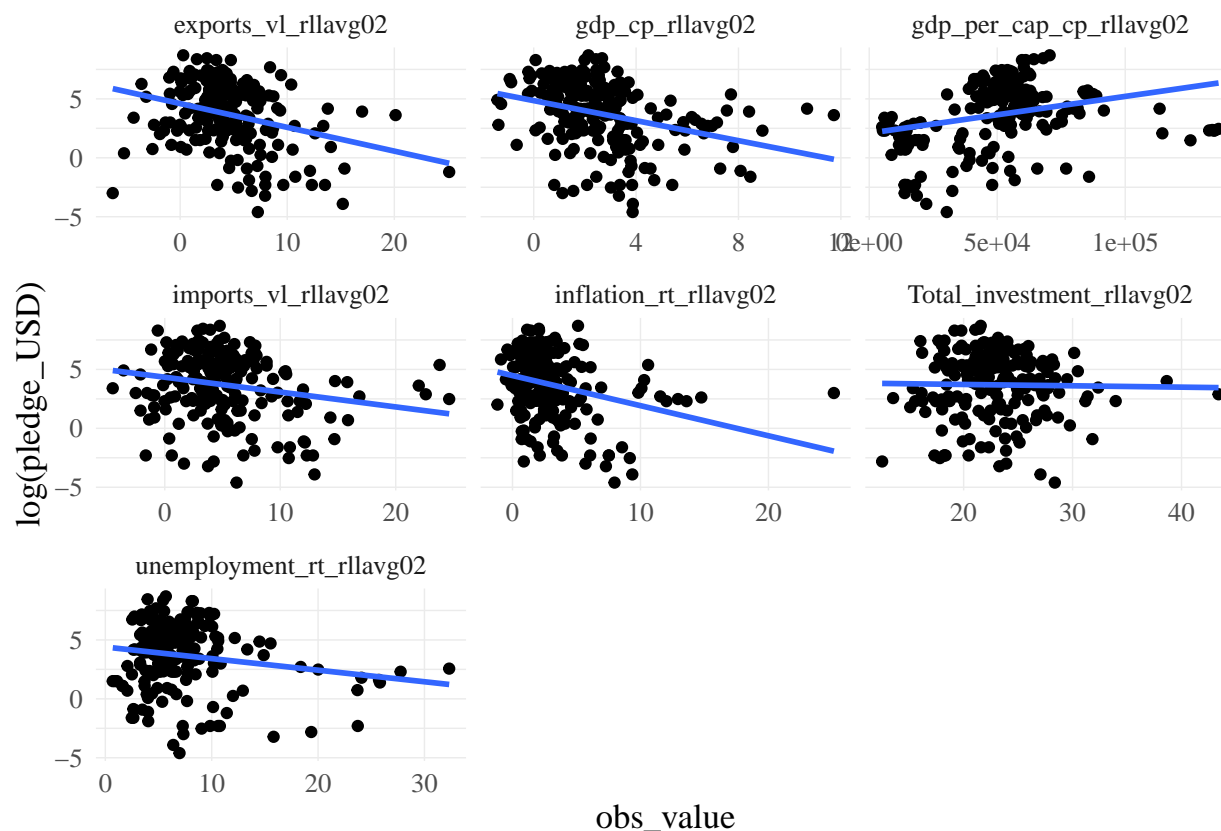 exports_vl_rllavg02 gdp_cp_rllavg02 gdp_per_cap_cp_rllavg02
5
0
−5
0 10 20 0 4 8 12 0e+00 5e+04 1e+05
imports_vl_rllavg02 inflation_rt_rllavg02 Total_investment_rllavg02
5
0
−5
0 10 20 0 10 20 20 30 40
unemployment_rt_rllavg02
5
0
−5
0 10 20 30
log(pledge_USD)
obs_value